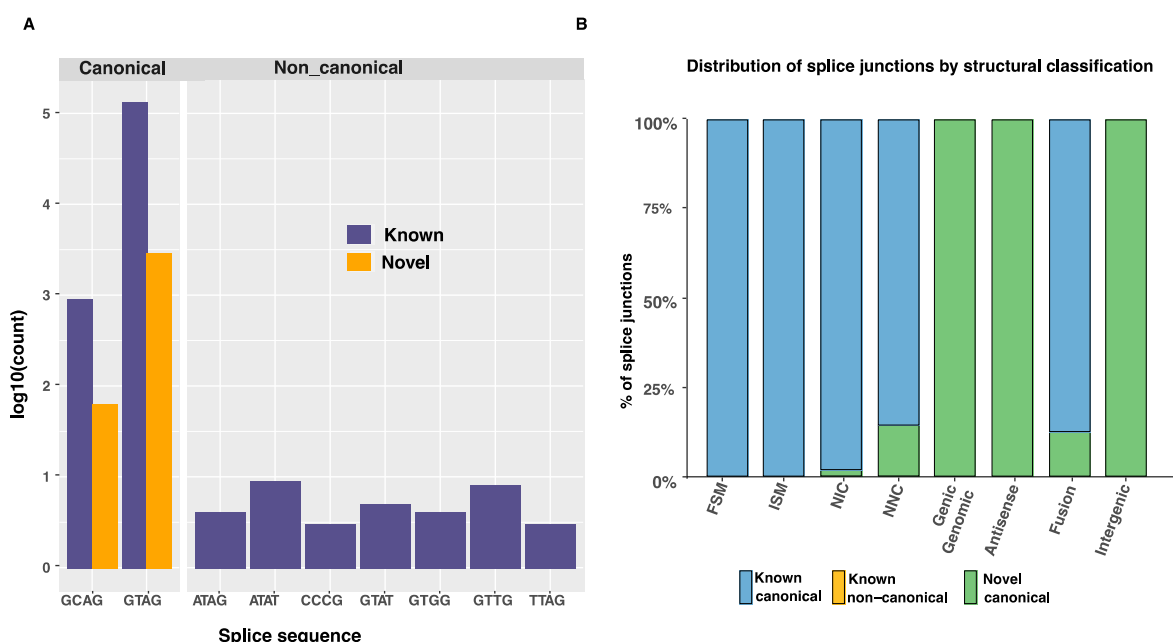 A
Canonical
Non_canonical
5
4
3
2
1
0
log10(count)
Known
Novel
GCAG
GTAG
ATAG
ATAT
CCCG
GTAT
GTGG
GTTG
TTAG
Splice sequence
B
Distribution of splice junctions by structural classification
100%
75%
50%
25%
0%
% of splice junctions
FSM
ISM
NIC
NNC
Genic
Genomic
Antisense
Fusion
Intergenic
Known
canonical
Known
non-canonical
Novel
canonical